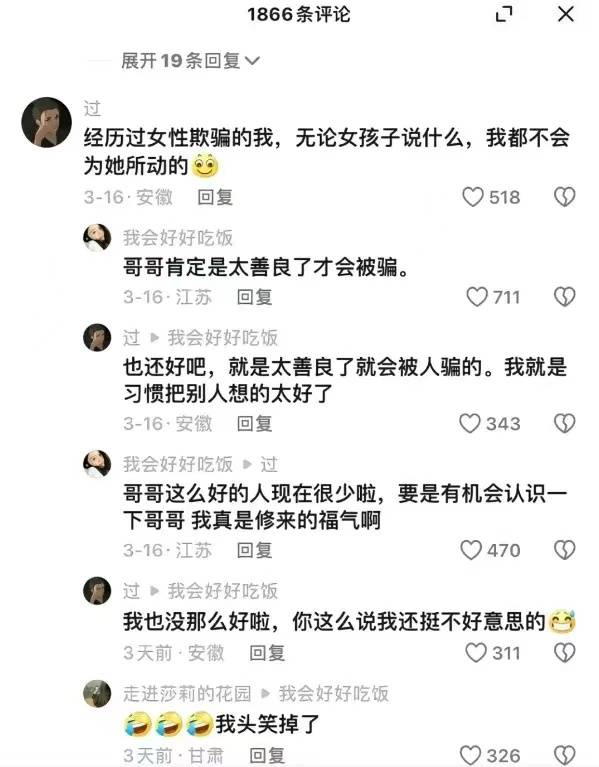 1866条评论
展开19条回复
过
经历过女性欺骗的我，无论女孩子说什么，我都不会
为她所动的
3-16·安徽 回复 518
我会好好吃饭
哥哥肯定是太善良了才会被骗。
3-16·江苏 回复 711
过 ▶ 我会好好吃饭
也还好吧，就是太善良了就会被人骗的。我就是
习惯把别人想的太好了
3-16·安徽 回复 343
我会好好吃饭 ▶ 过
哥哥这么好的人现在很少啦，要是有机会认识一
下哥哥 我真是修来的福气啊
3-16·江苏 回复 470
过 ▶ 我会好好吃饭
我也没那么好啦，你这么说我还挺不好意思的😅
3天前·安徽 回复 311
走进莎莉的花园 ▶ 我会好好吃饭
🤣🤣🤣我头笑掉了
3天前·甘肃 回复 326